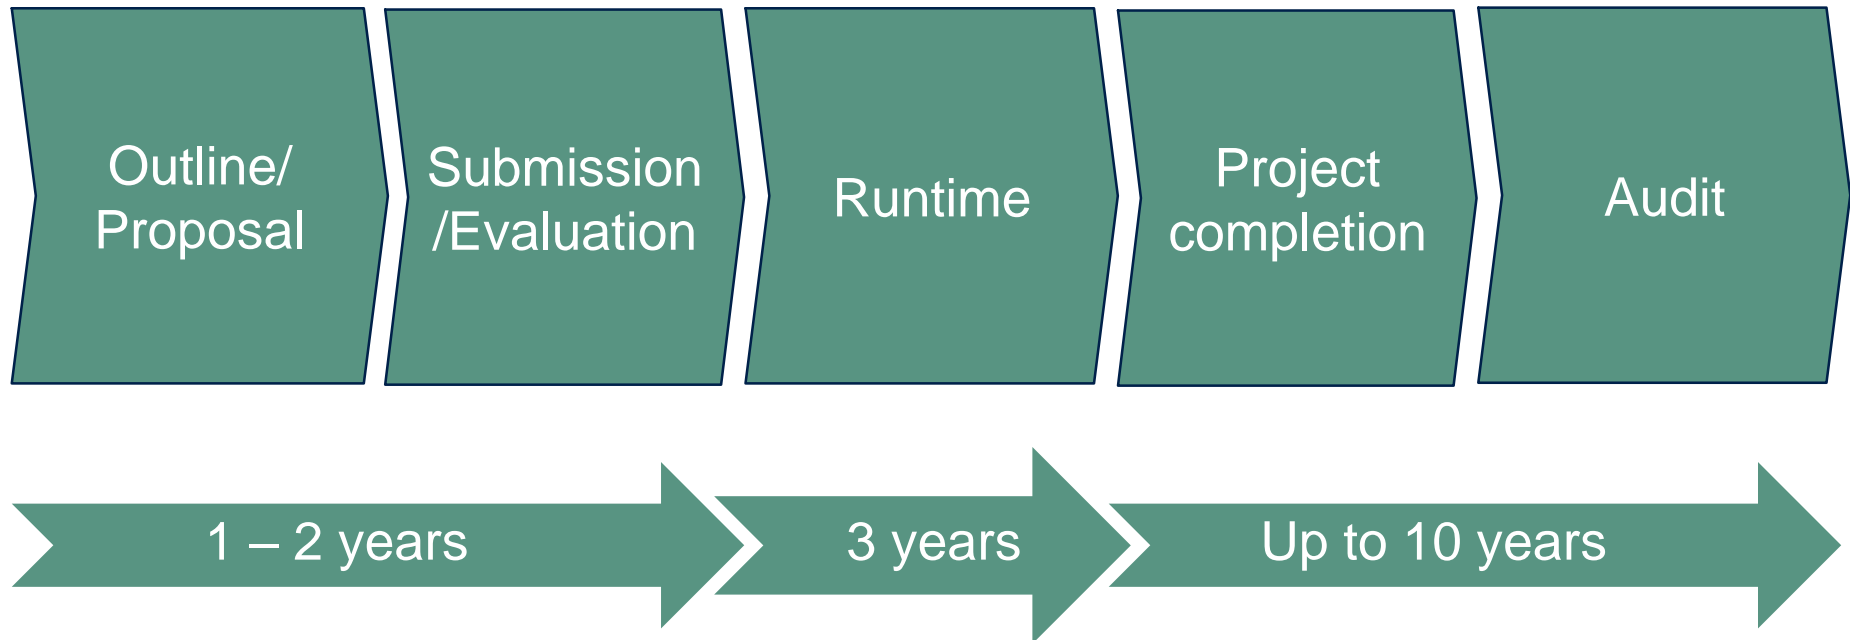 Outline/
Proposal
Submission
/Evaluation
Runtime
Project
completion
Audit
1 – 2 years
3 years
Up to 10 years